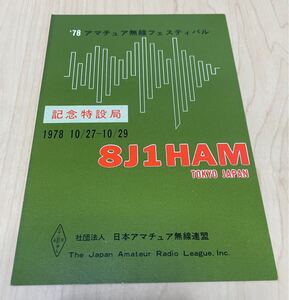 '78 アマチュア無線フェスティバル
記念特設局
1978 10/27-10/29
8J1HAM
TOKYO JAPAN
社団法人 日本アマチュア無線連盟
The Japan Amateur Radio League, Inc.